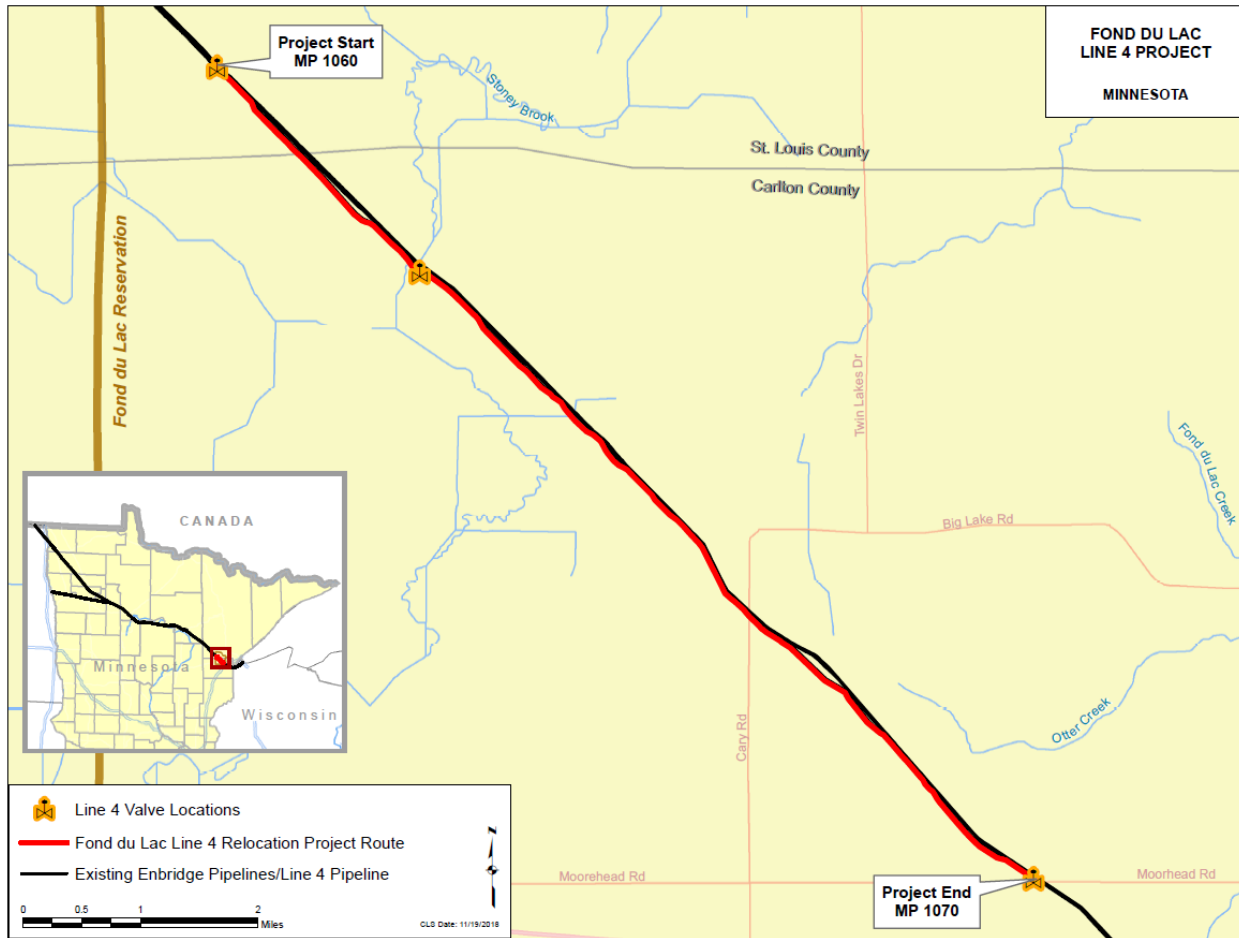 Project Start
MP 1060
FOND DU LAC
LINE 4 PROJECT
MINNESOTA
Stoney Brook
St. Louis County
Carlton County
Fond du Lac Reservation
Twin Lakes Dr
Fond du Lac Creek
Big Lake Rd
CANADA
Minnesota
Wisconsin
Cary Rd
Otter Creek
Line 4 Valve Locations
Fond du Lac Line 4 Relocation Project Route
Existing Enbridge Pipelines/Line 4 Pipeline
N
0 0.5 1 2
Miles
CLS Date: 11/19/2018
Moorehead Rd
Moorhead Rd
Project End
MP 1070